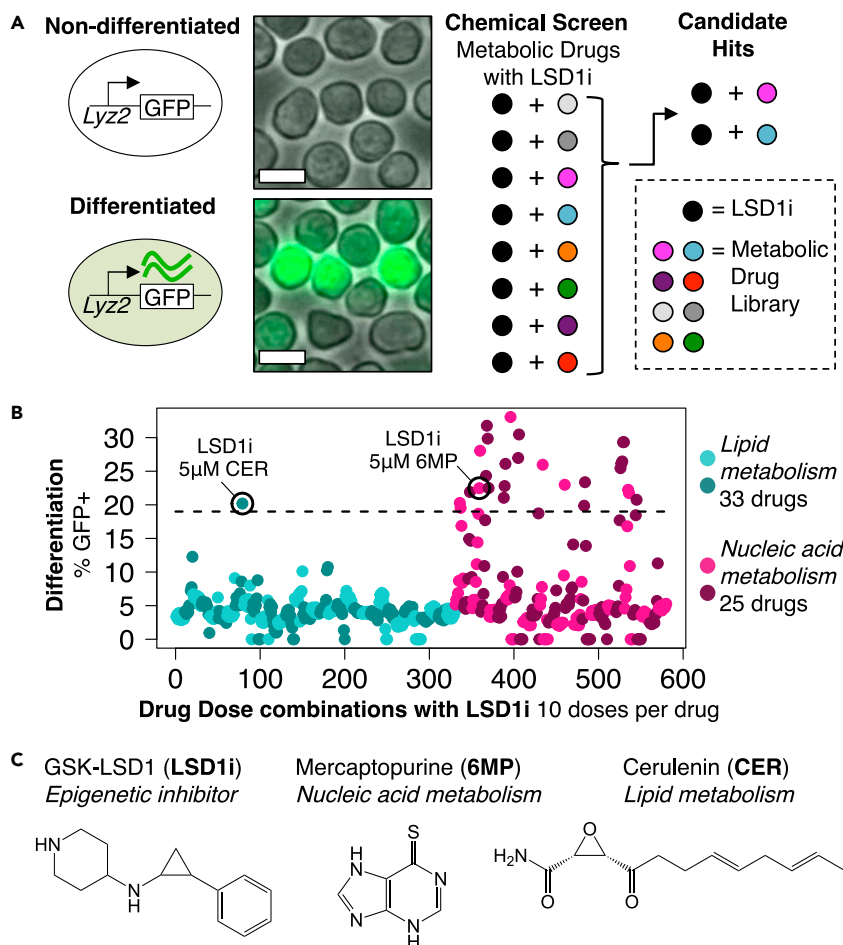 A
Non-differentiated
Lyz2
GFP
Differentiated
Lyz2
GFP
Chemical Screen
Metabolic Drugs
with LSD1i
+
+
+
+
+
+
+
+
Candidate
Hits
+
+
= LSD1i
= Metabolic
Drug
Library
B
Differentiation
% GFP+
30
25
20
15
10
5
0
LSD1i
5μM CER
LSD1i
5μM 6MP
0 100 200 300 400 500 600
Drug Dose combinations with LSD1i 10 doses per drug
Lipid
metabolism
33 drugs
Nucleic acid
metabolism
25 drugs
C
GSK-LSD1 (LSD1i)
Epigenetic inhibitor
HN
N
H
Mercaptopurine (6MP)
Nucleic acid metabolism
S
H
N
N
N
N
H
Cerulenin (CER)
Lipid metabolism
O
H2N
O
O